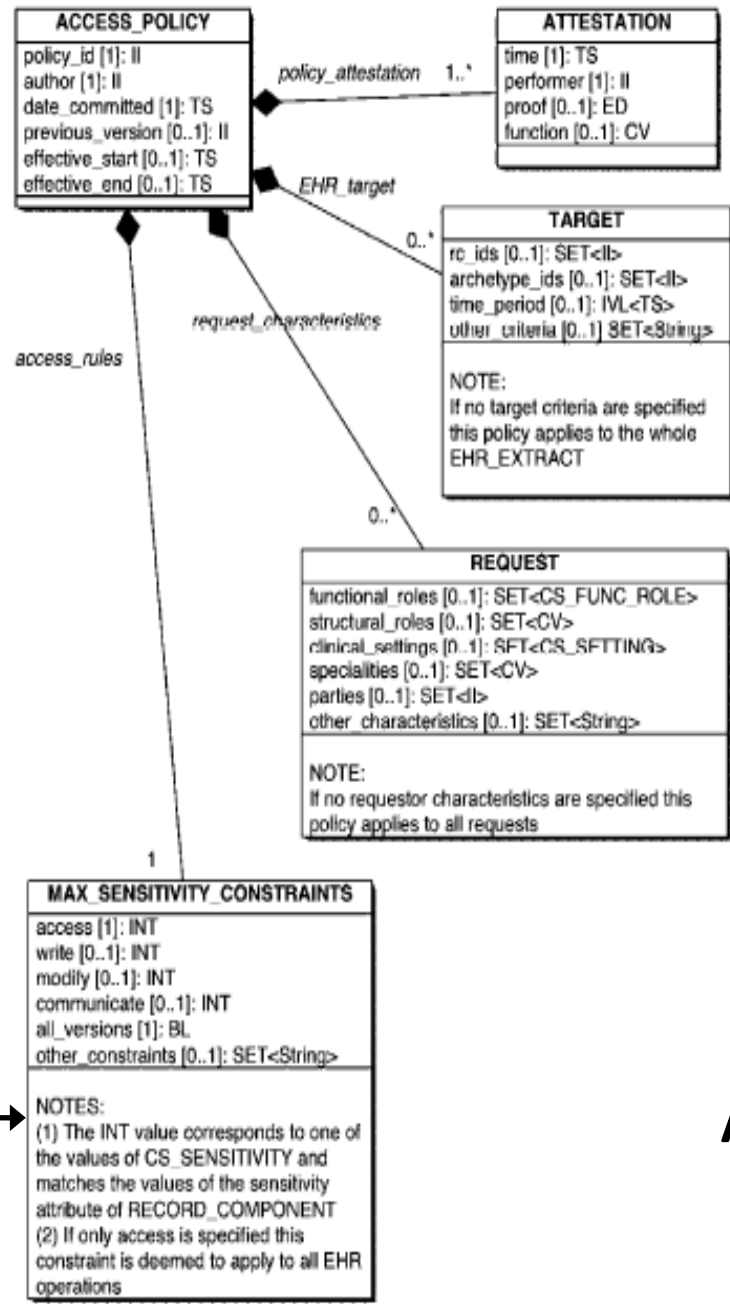 ACCESS_POLICY
policy_id [1]: II
author [1]: II
date_committed [1]: TS
previous_version [0..1]: II
effective_start [0..1]: TS
effective_end [0..1]: TS
policy_attestation 1..*
ATTESTATION
time [1]: TS
performer [1]: II
proof [0..1]: ED
function [0..1]: CV
EHR_target
0..*
TARGET
rc_ids [0..1]: SET<II>
archetype_ids [0..1]: SET<II>
time_period [0..1]: IVL<TS>
other_criteria [0..1] SET<String>
NOTE:
If no target criteria are specified
this policy applies to the whole
EHR_EXTRACT
request_characteristics
access_rules
0..*
REQUEST
functional_roles [0..1]: SET<CS_FUNC_ROLE>
structural_roles [0..1]: SET<CV>
clinical_settings [0..1]: SET<CS_SETTING>
specialities [0..1]: SET<CV>
parties [0..1]: SET<II>
other_characteristics [0..1]: SET<String>
NOTE:
If no requestor characteristics are specified this
policy applies to all requests
1
MAX_SENSITIVITY_CONSTRAINTS
access [1]: INT
write [0..1]: INT
modify [0..1]: INT
communicate [0..1]: INT
all_versions [1]: BL
other_constraints [0..1]: SET<String>
NOTES:
(1) The INT value corresponds to one of
the values of CS_SENSITIVITY and
matches the values of the sensitivity
attribute of RECORD_COMPONENT
(2) If only access is specified this
constraint is deemed to apply to all EHR
operations